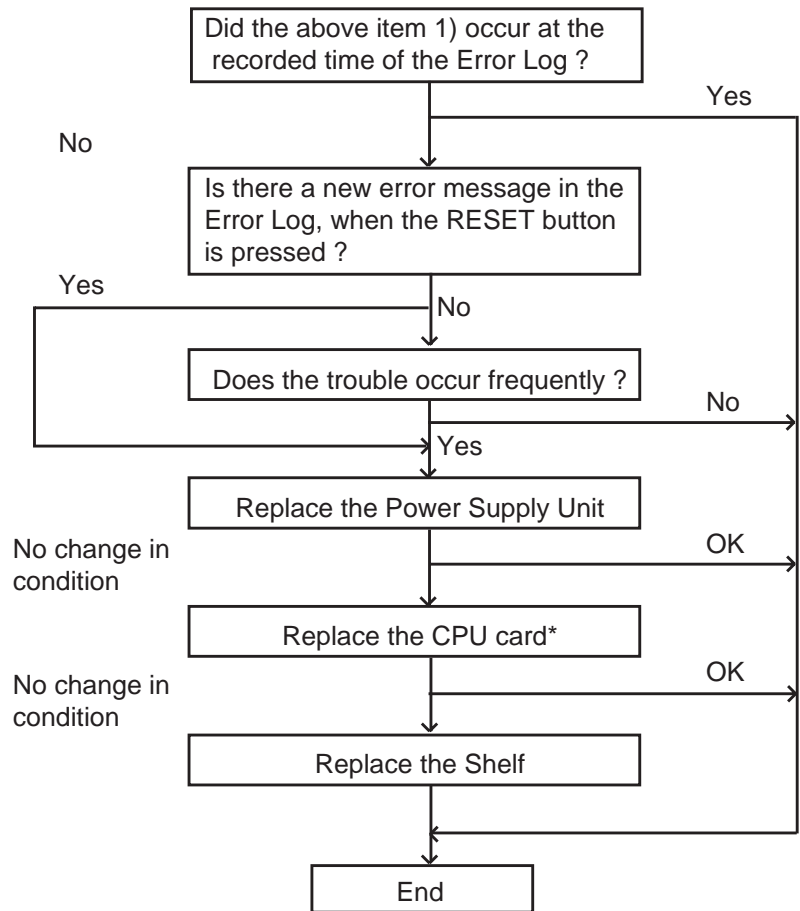 Did the above item 1) occur at the
recorded time of the Error Log ?
Yes
No
Is there a new error message in the
Error Log, when the RESET button
is pressed ?
Yes
No
Does the trouble occur frequently ?
No
Yes
Replace the Power Supply Unit
No change in
condition
OK
Replace the CPU card*
No change in
condition
OK
Replace the Shelf
End